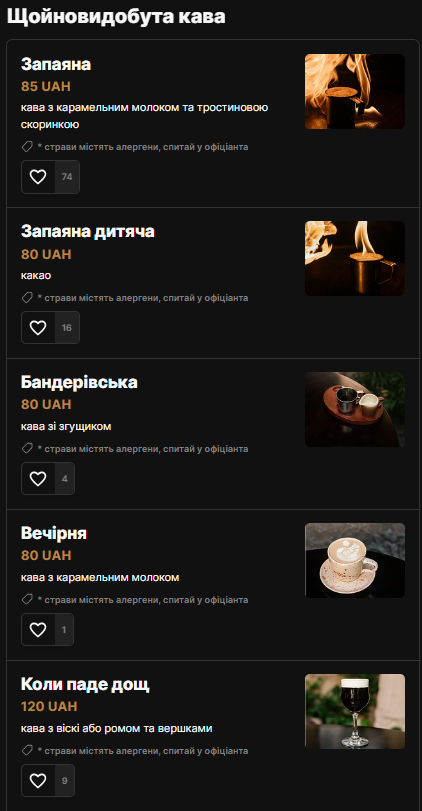 Щойновидобута кава
Запаяна
85 UAH
кава з карамельним молоком та тростиновою
скоринкою
* страви містять алергени, спитай у офіціанта
74
Запаяна дитяча
80 UAH
какао
* страви містять алергени, спитай у офіціанта
16
Бандерівська
80 UAH
кава зі згущиком
* страви містять алергени, спитай у офіціанта
4
Вечірня
80 UAH
кава з карамельним молоком
* страви містять алергени, спитай у офіціанта
1
Коли паде дощ
120 UAH
кава з віскі або ромом та вершками
* страви містять алергени, спитай у офіціанта
9